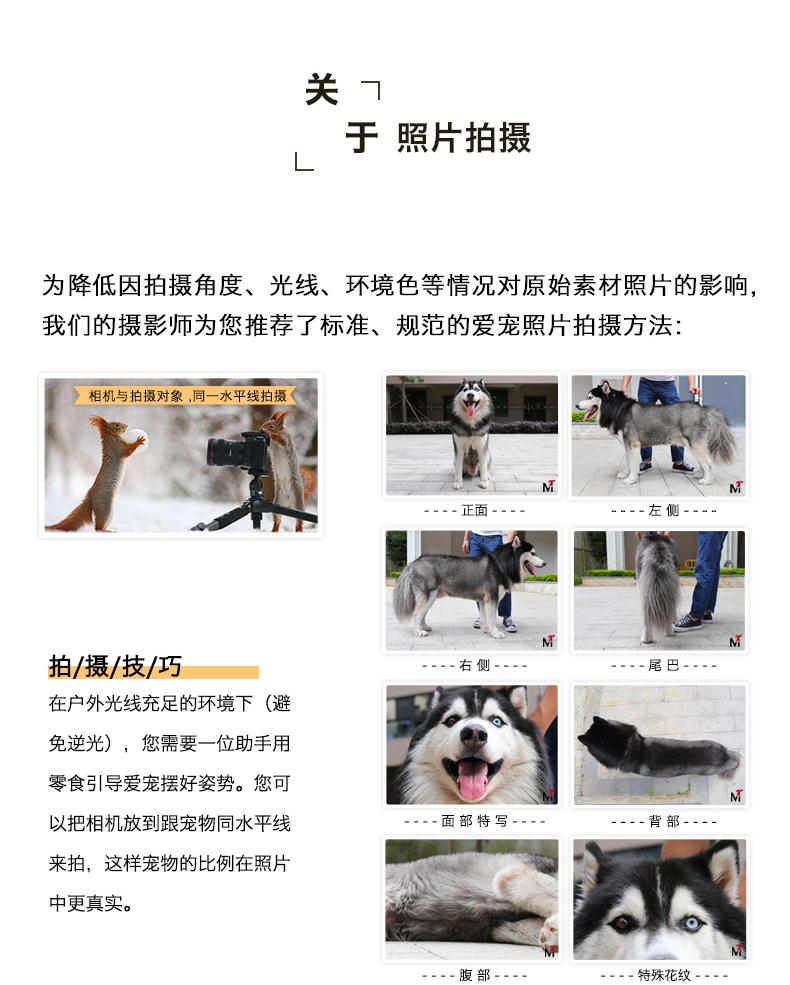 关
于 照片拍摄
为降低因拍摄角度、光线、环境色等情况对原始素材照片的影响,
我们的摄影师为您推荐了标准、规范的爱宠照片拍摄方法:
相机与拍摄对象,同一水平线拍摄
拍/摄/技/巧
在户外光线充足的环境下（避
免逆光），您需要一位助手用
零食引导爱宠摆好姿势。您可
以把相机放到跟宠物同水平线
来拍，这样宠物的比例在照片
中更真实。
MT
----正面----
MT
----左侧----
MT
----右侧----
MT
----尾巴----
MT
----面部特写----
MT
----背部----
MT
----腹部----
MT
----特殊花纹----